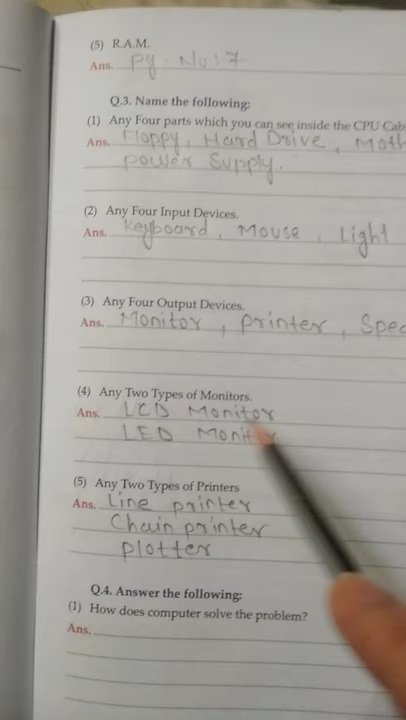 (5) R.A.M.
Ans. Pg. No: 7
Q.3. Name the following:
(1) Any Four parts which you can see inside the CPU Cab
Ans. Floppy, Hard Drive, Moth
power Supply.
(2) Any Four Input Devices.
Ans. Keyboard, Mouse, Light
(3) Any Four Output Devices.
Ans. Monitor, printer, Spea
(4) Any Two Types of Monitors.
Ans. LCD Monitor
LED Monitor
(5) Any Two Types of Printers
Ans. Line printer
Chain printer
plotter
Q.4. Answer the following:
(1) How does computer solve the problem?
Ans.